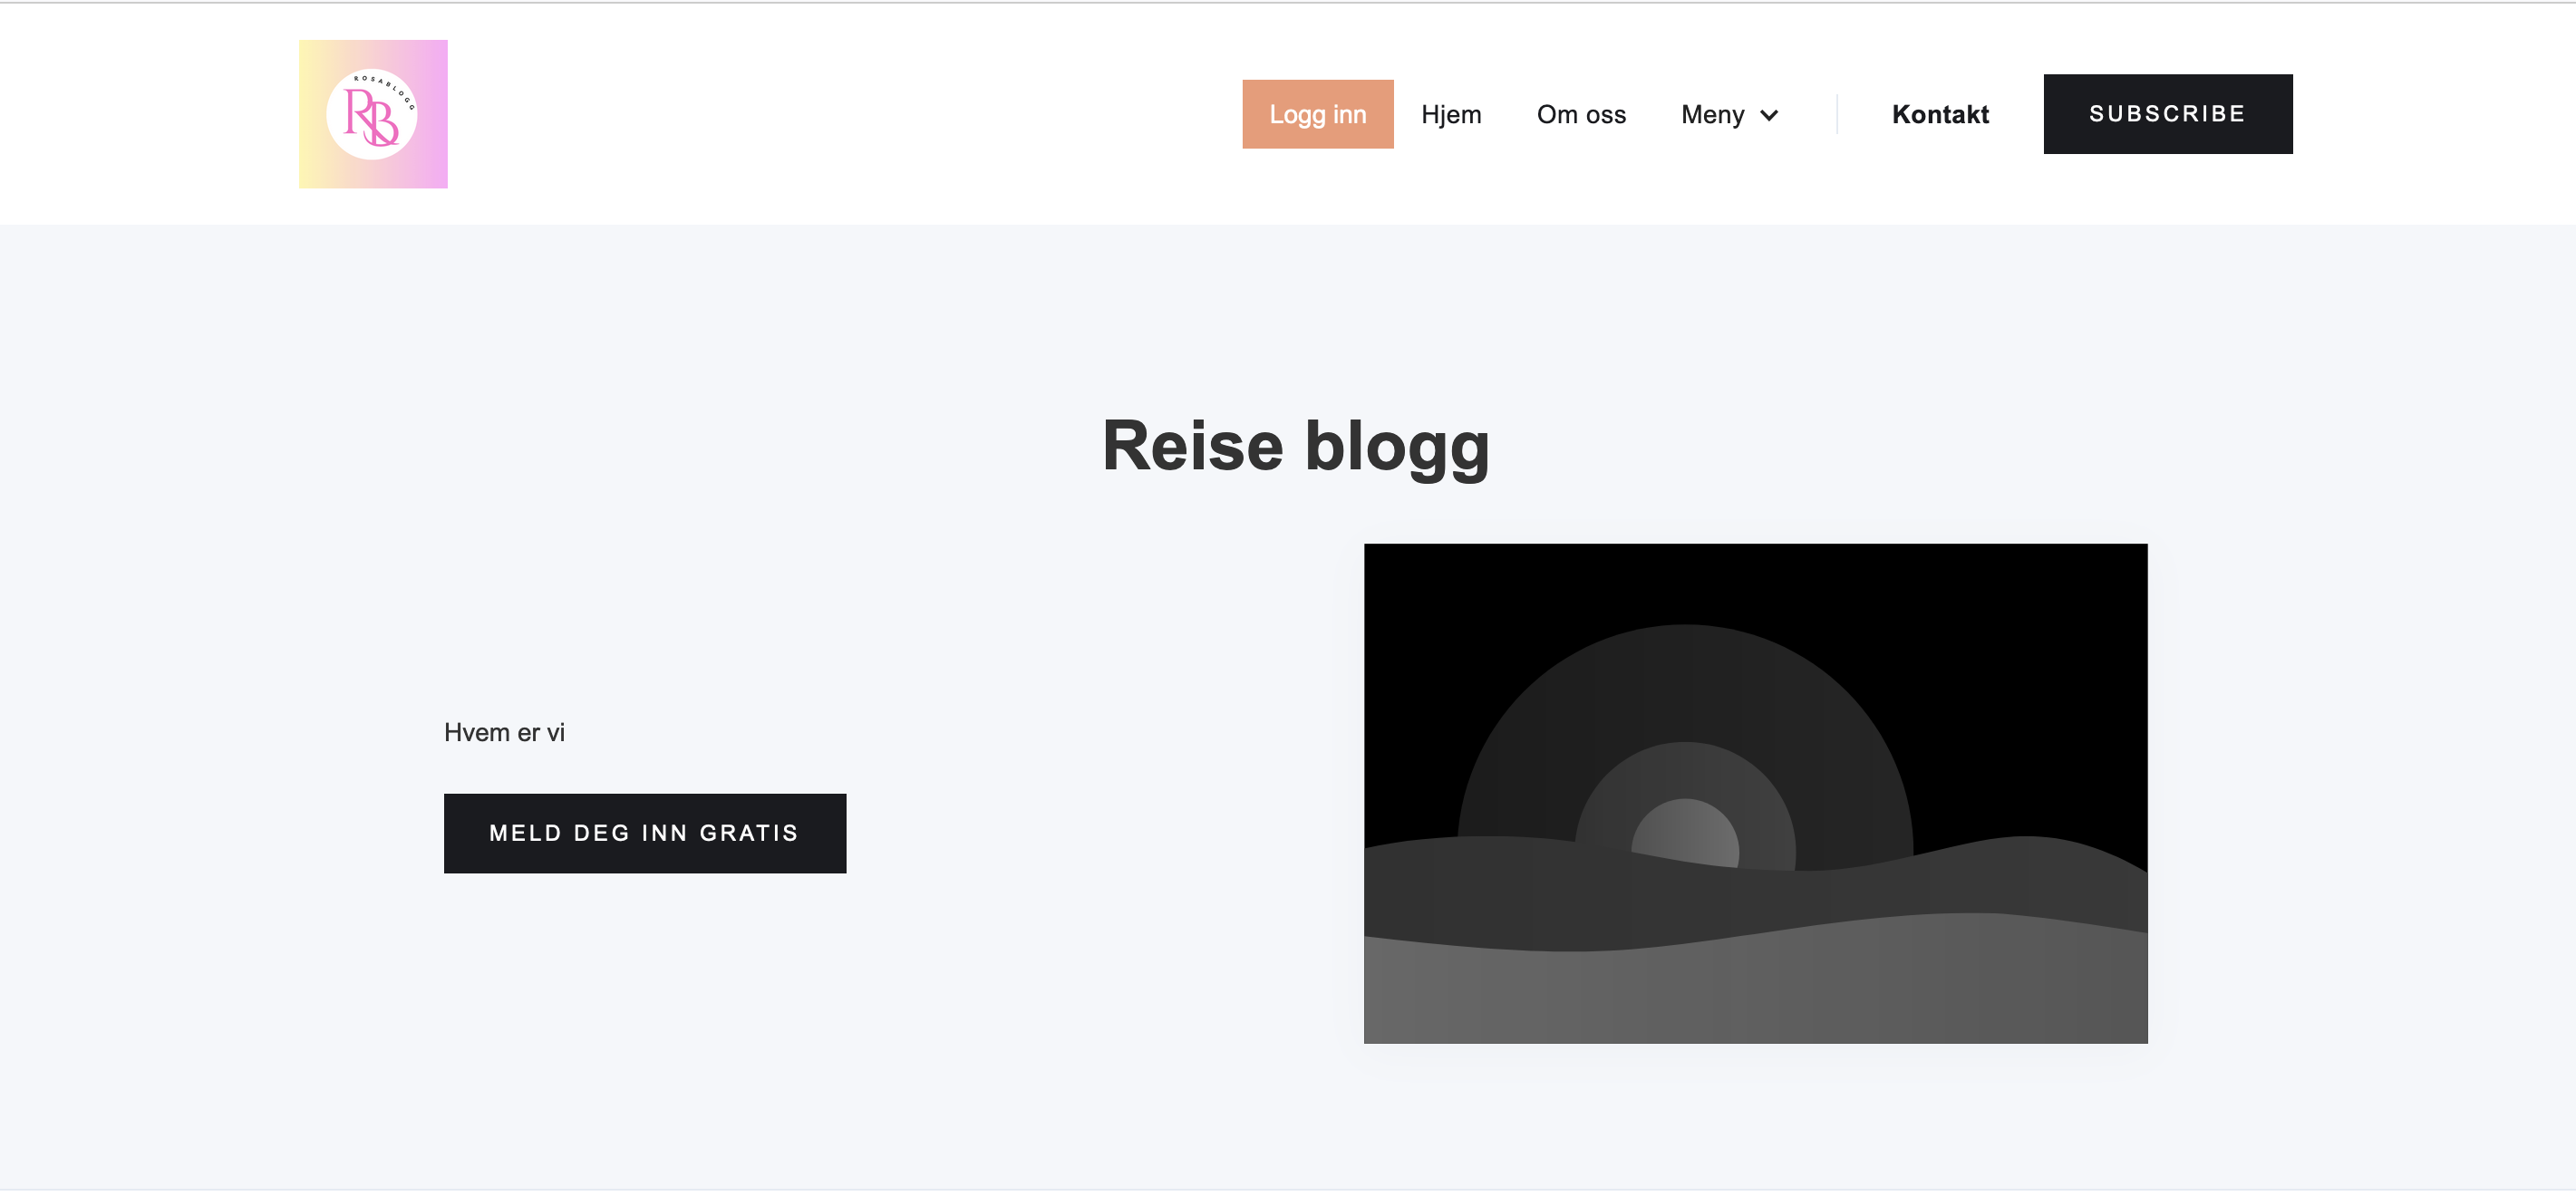 ROSABLOGG
RB
Logg inn
Hjem
Om oss
Meny
Kontakt
SUBSCRIBE
Reise blogg
Hvem er vi
MELD DEG INN GRATIS